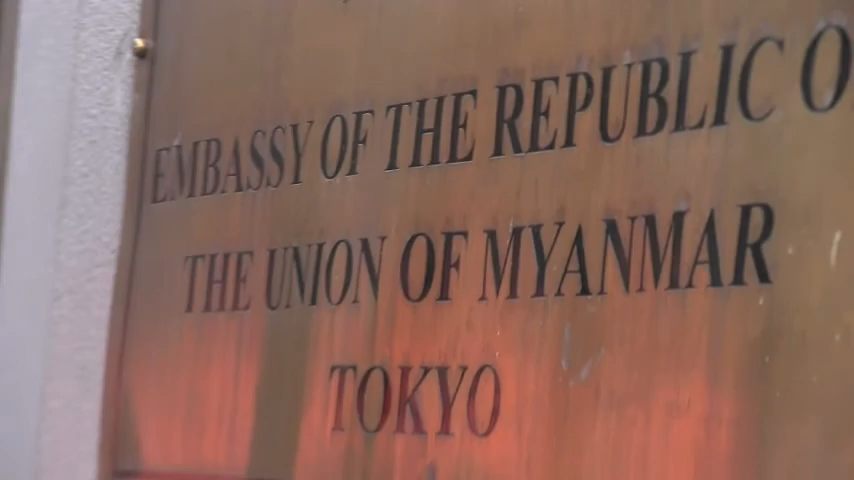 EMBASSY OF THE REPUBLIC O
THE UNION OF MYANMAR
TOKYO